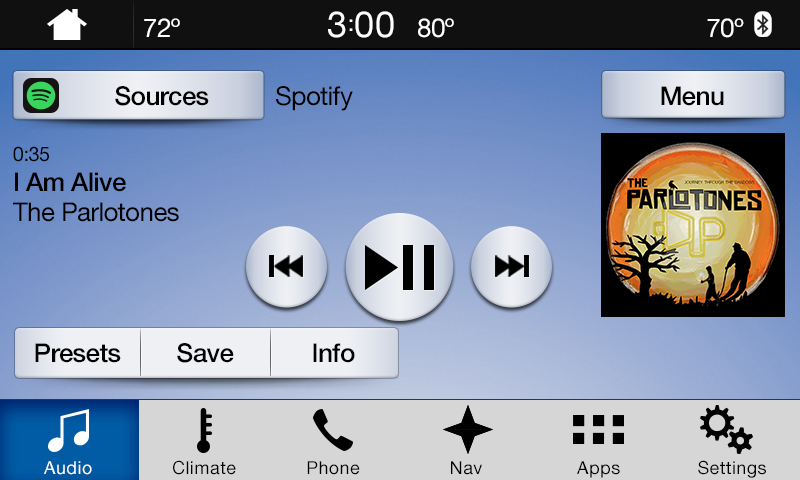 72º 3:00 80º 70º
Sources Spotify Menu
0:35
I Am Alive
The Parlotones
JOURNEY THROUGH THE SHADOWS
THE
PARLOTONES
Presets Save Info
Audio Climate Phone Nav Apps Settings